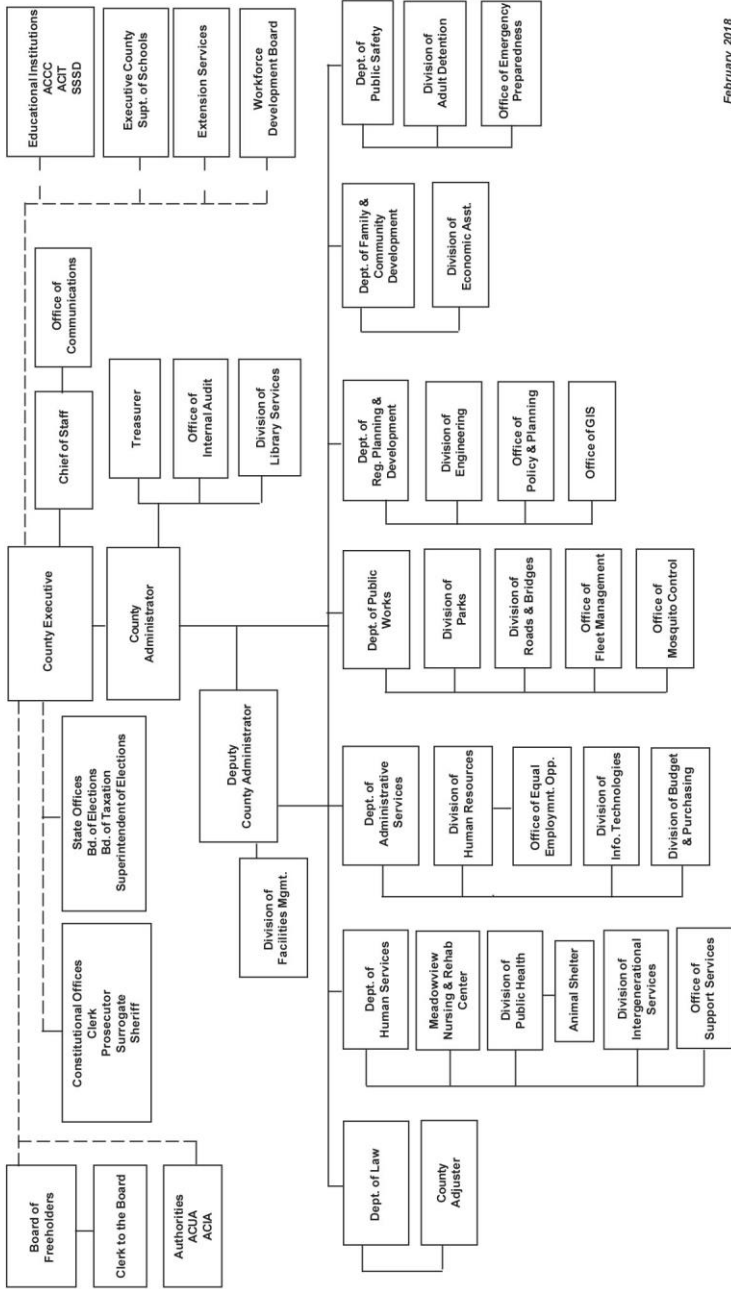 Board of
Freeholders
Clerk to the Board
Authorities
ACUA
ACIA
Constitutional Offices
Clerk
Prosecutor
Surrogate
Sheriff
State Offices
Bd. of Elections
Bd. of Taxation
Superintendent of Elections
County Executive
Chief of Staff
Office of
Communications
Educational Institutions
ACCC
ACIT
SSSD
Executive County
Supt. of Schools
Extension Services
Workforce
Development Board
County
Administrator
Treasurer
Office of
Internal Audit
Division of
Library Services
Deputy
County Administrator
Division of
Facilities Mgmt.
Dept. of Law
County
Adjuster
Dept. of
Human Services
Meadowview
Nursing & Rehab
Center
Division of
Public Health
Animal Shelter
Division of
Intergenerational
Services
Office of
Support Services
Dept. of
Administrative
Services
Division of
Human Resources
Office of Equal
Employmnt. Opp.
Division of
Info. Technologies
Division of Budget
& Purchasing
Dept. of Public
Works
Division of
Parks
Division of
Roads & Bridges
Office of
Fleet Management
Office of
Mosquito Control
Dept. of
Reg. Planning &
Development
Division of
Engineering
Office of
Policy & Planning
Office of GIS
Dept. of Family &
Community
Development
Division of
Economic Asst.
Dept. of
Public Safety
Division of
Adult Detention
Office of Emergency
Preparedness
February, 2018